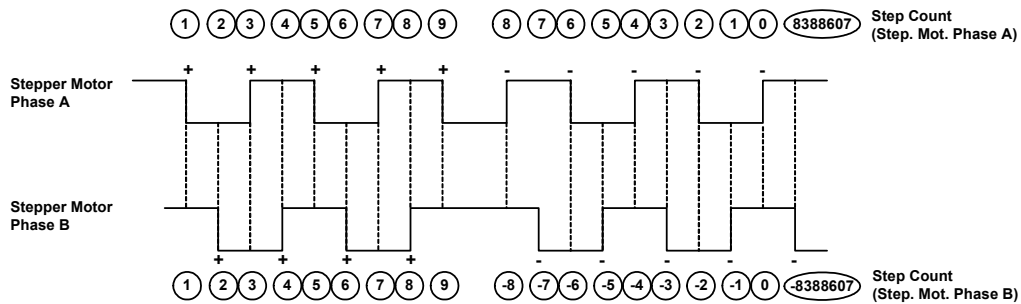 1 2 3 4 5 6 7 8 9 8 7 6 5 4 3 2 1 0 8388607
Step Count
(Step. Mot. Phase A)
+ + + + + - - - - -
Stepper Motor
Phase A
Stepper Motor
Phase B
+ + + + - - - - -
1 2 3 4 5 6 7 8 9 -8 -7 -6 -5 -4 -3 -2 -1 0 -8388607
Step Count
(Step. Mot. Phase B)